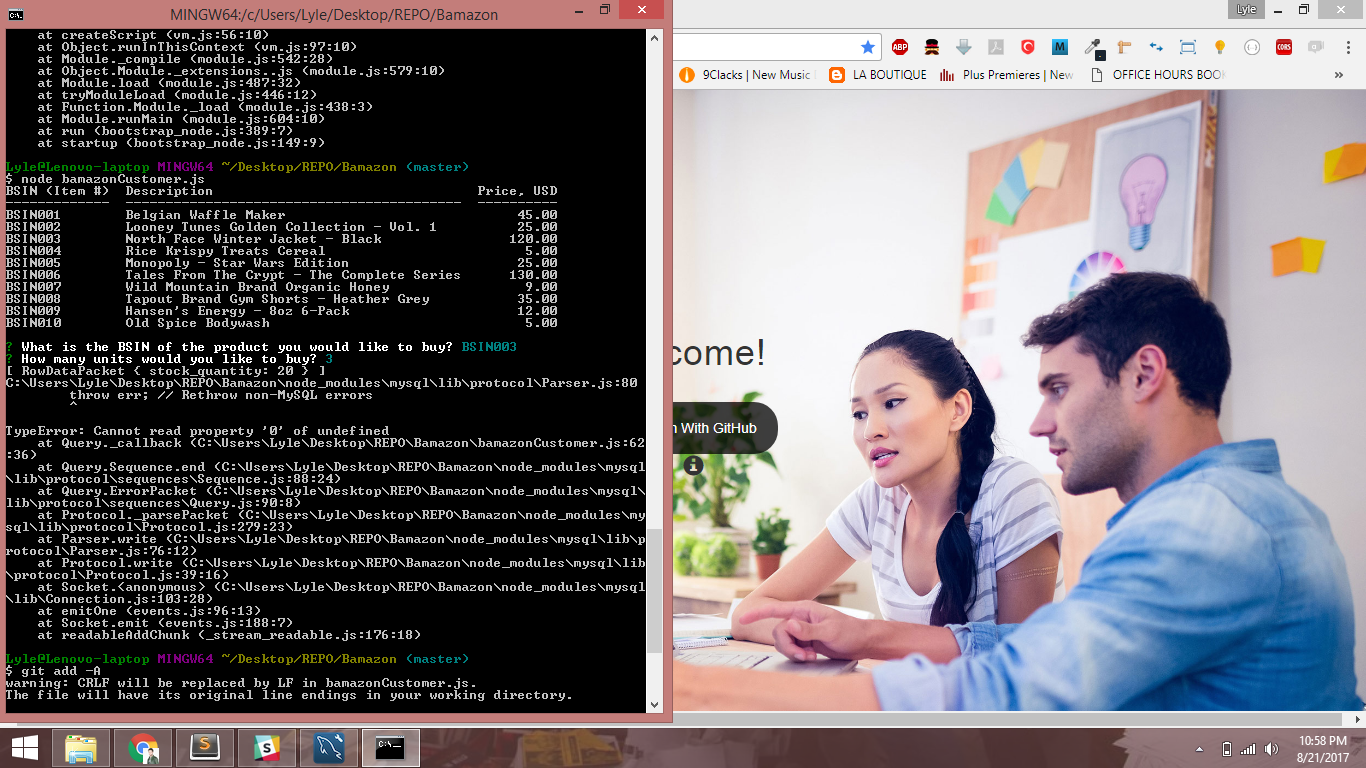 MINGW64:/c/Users/Lyle/Desktop/REPO/Bamazon
at createScript (vm.js:56:10)
at Object.runInThisContext (vm.js:97:10)
at Module._compile (module.js:542:28)
at Object.Module._extensions..js (module.js:579:10)
at Module.load (module.js:487:32)
at tryModuleLoad (module.js:446:12)
at Function.Module._load (module.js:438:3)
at Module.runMain (module.js:604:10)
at run (bootstrap_node.js:389:7)
at startup (bootstrap_node.js:149:9)
Lyle@Lenovo-laptop MINGW64 ~/Desktop/REPO/Bamazon (master)
$ node bamazonCustomer.js
BSIN (Item #)  Description  Price, USD
-------------  ------------------------------------------  ----------
BSIN001  Belgian Waffle Maker  45.00
BSIN002  Looney Tunes Golden Collection - Vol. 1  25.00
BSIN003  North Face Winter Jacket - Black  120.00
BSIN004  Rice Krispy Treats Cereal  5.00
BSIN005  Monopoly - Star Wars Edition  25.00
BSIN006  Tales From The Crypt - The Complete Series  130.00
BSIN007  Wild Mountain Brand Organic Honey  9.00
BSIN008  Tapout Brand Gym Shorts - Heather Grey  35.00
BSIN009  Hansen's Energy - 8oz 6-Pack  12.00
BSIN010  Old Spice Bodywash  5.00
? What is the BSIN of the product you would like to buy? BSIN003
? How many units would you like to buy? 3
[ RowDataPacket { stock_quantity: 20 } ]
C:\Users\Lyle\Desktop\REPO\Bamazon\node_modules\mysql\lib\protocol\Parser.js:80
throw err; // Rethrow non-MySQL errors
^
TypeError: Cannot read property '0' of undefined
at Query._callback (C:\Users\Lyle\Desktop\REPO\Bamazon\bamazonCustomer.js:62
:36)
at Query.Sequence.end (C:\Users\Lyle\Desktop\REPO\Bamazon\node_modules\mysql
\lib\protocol\sequences\Sequence.js:88:24)
at Query.ErrorPacket (C:\Users\Lyle\Desktop\REPO\Bamazon\node_modules\mysql\
lib\protocol\sequences\Query.js:90:8)
at Protocol._parsePacket (C:\Users\Lyle\Desktop\REPO\Bamazon\node_modules\my
sql\lib\protocol\Protocol.js:279:23)
at Parser.write (C:\Users\Lyle\Desktop\REPO\Bamazon\node_modules\mysql\lib\p
rotocol\Parser.js:76:12)
at Protocol.write (C:\Users\Lyle\Desktop\REPO\Bamazon\node_modules\mysql\lib
\protocol\Protocol.js:39:16)
at Socket.<anonymous> (C:\Users\Lyle\Desktop\REPO\Bamazon\node_modules\mysql
\lib\Connection.js:103:28)
at emitOne (events.js:96:13)
at Socket.emit (events.js:188:7)
at readableAddChunk (_stream_readable.js:176:18)
Lyle@Lenovo-laptop MINGW64 ~/Desktop/REPO/Bamazon (master)
$ git add -A
warning: CRLF will be replaced by LF in bamazonCustomer.js.
The file will have its original line endings in your working directory.
Lyle
ABP
M
CORS
9Clacks | New Music
LA BOUTIQUE
Plus Premieres | New
OFFICE HOURS BOOK
»
come!
n With GitHub
10:58 PM
8/21/2017